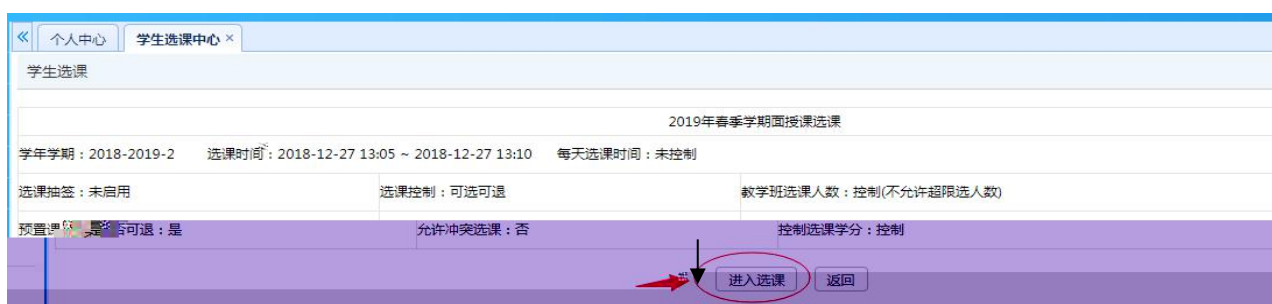 个人中心 学生选课中心 ×
学生选课
2019年春季学期面授课选课
学年学期：2018-2019-2 选课时间：2018-12-27 13:05 ~ 2018-12-27 13:10 每天选课时间：未控制
选课抽签：未启用 选课控制：可选可退 教学班选课人数：控制(不允许超限选人数)
预置课 是否可退：是 允许冲突选课：否 控制选课学分：控制
进入选课 返回